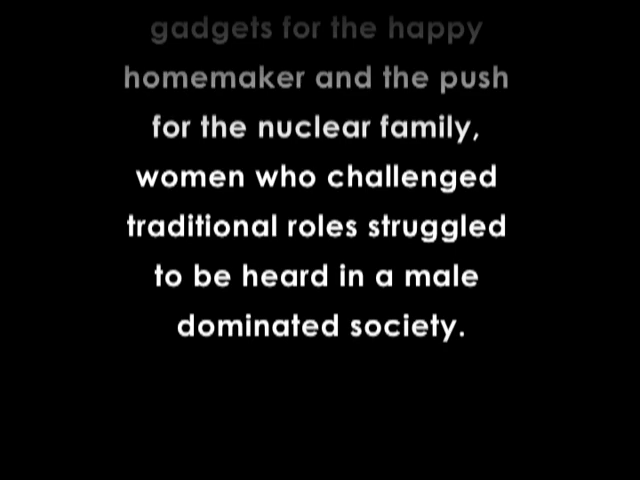 gadgets for the happy
homemaker and the push
for the nuclear family,
women who challenged
traditional roles struggled
to be heard in a male
dominated society.